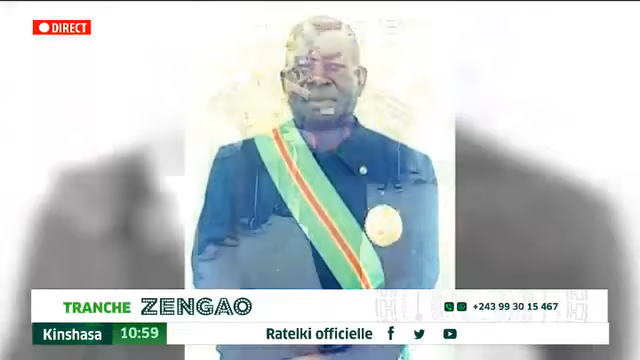 DIRECT
TRANCHE ZENGAO
+243 99 30 15 467
Kinshasa 10:59 Ratelki officielle